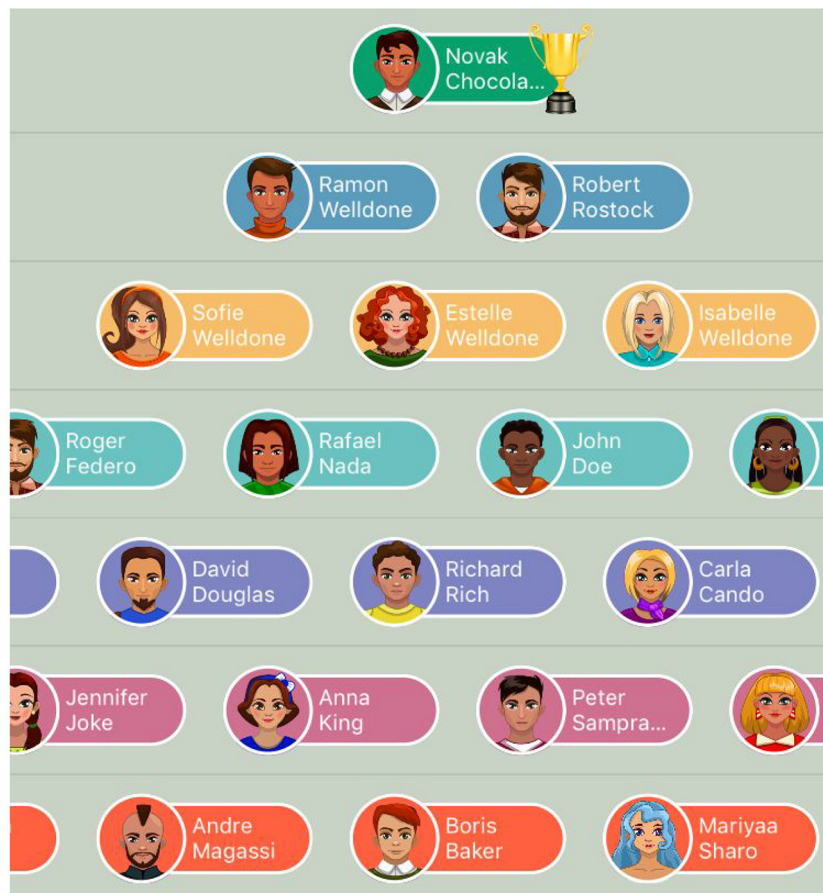 Novak
Chocola...
Ramon
Welldone
Robert
Rostock
Sofie
Welldone
Estelle
Welldone
Isabelle
Welldone
Roger
Federo
Rafael
Nada
John
Doe
David
Douglas
Richard
Rich
Carla
Cando
Jennifer
Joke
Anna
King
Peter
Sampra...
Andre
Magassi
Boris
Baker
Mariyaa
Sharo